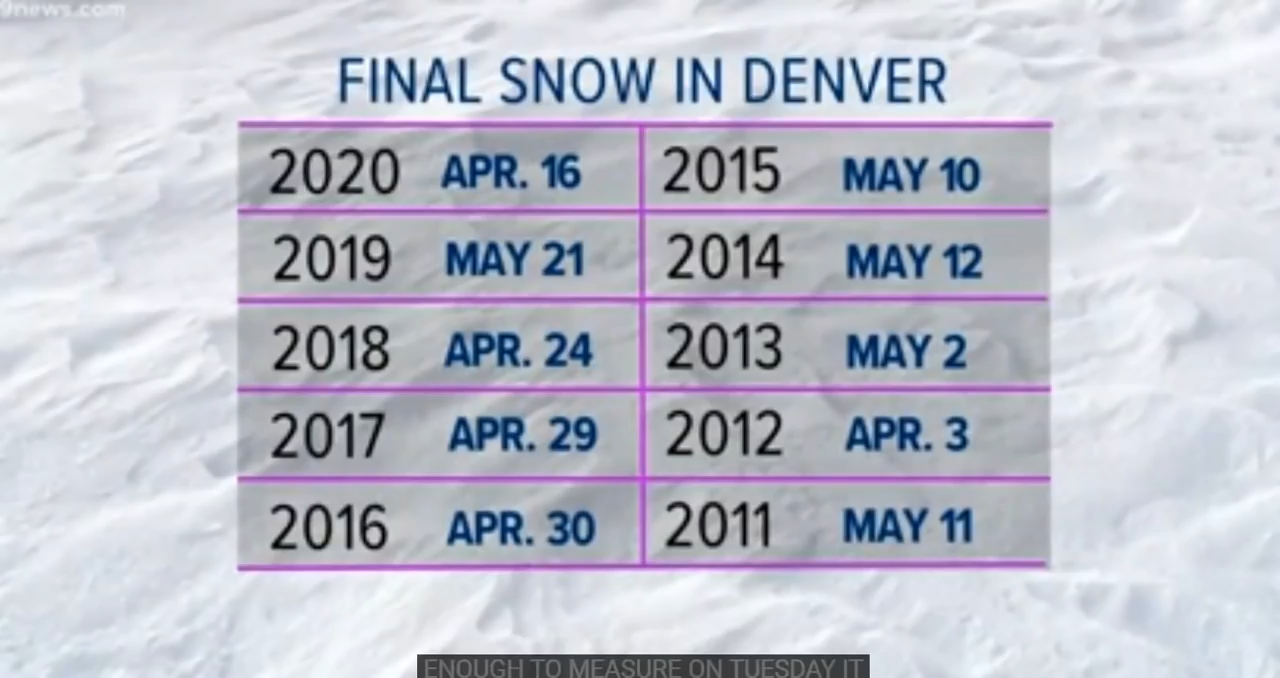 9news.com
FINAL SNOW IN DENVER
2020 APR. 16 2015 MAY 10
2019 MAY 21 2014 MAY 12
2018 APR. 24 2013 MAY 2
2017 APR. 29 2012 APR. 3
2016 APR. 30 2011 MAY 11
ENOUGH TO MEASURE ON TUESDAY IT